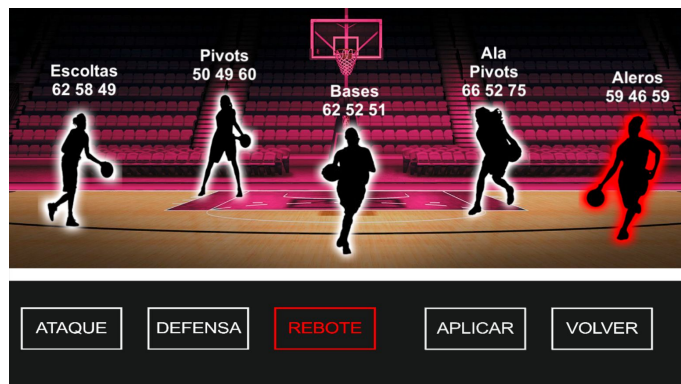 Escoltas
62 58 49
Pivots
50 49 60
Bases
62 52 51
Ala
Pivots
66 52 75
Aleros
59 46 59
ATAQUE
DEFENSA
REBOTE
APLICAR
VOLVER